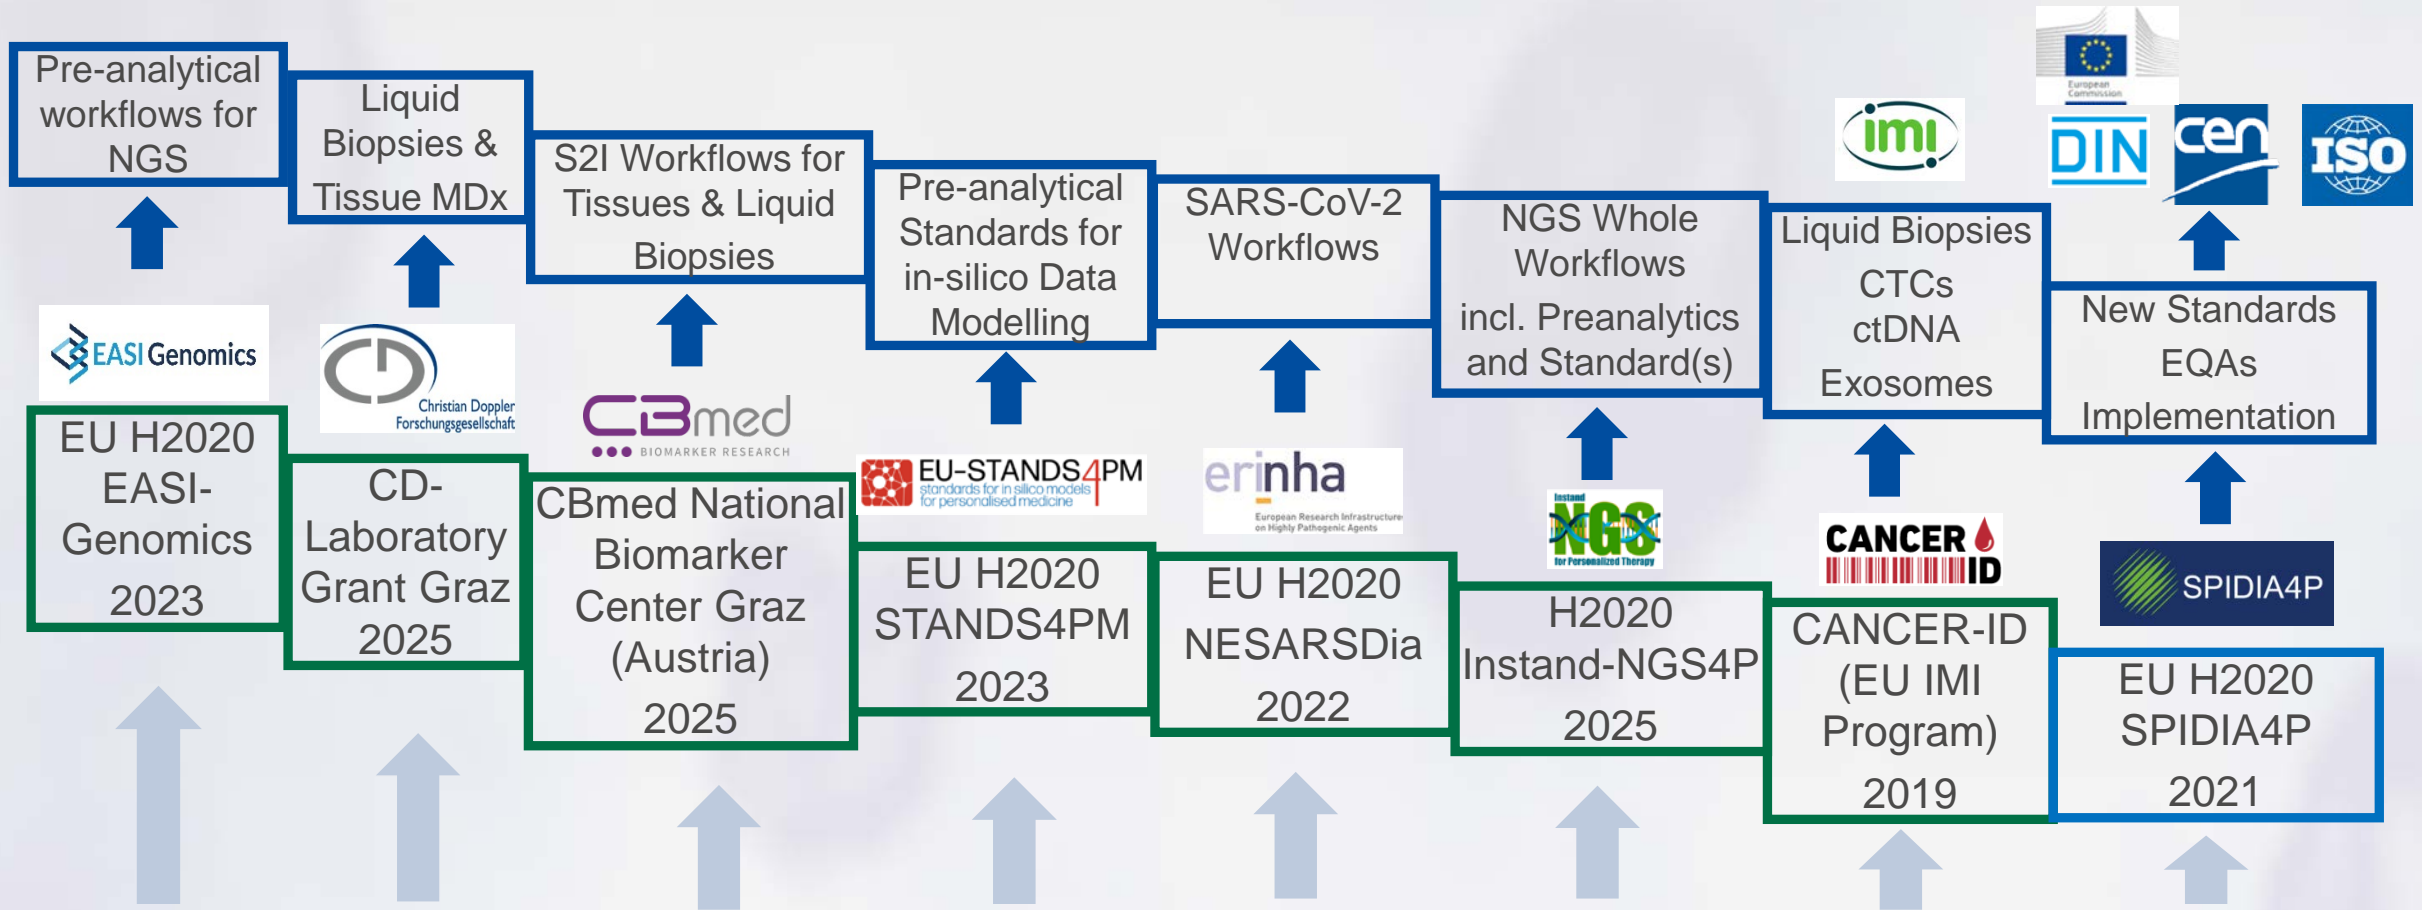 Pre-analytical
workflows for
NGS
Liquid
Biopsies &
Tissue MDx
S2I Workflows for
Tissues & Liquid
Biopsies
Pre-analytical
Standards for
in-silico Data
Modelling
SARS-CoV-2
Workflows
NGS Whole
Workflows
incl. Preanalytics
and Standard(s)
imi
Liquid Biopsies
CTCs
ctDNA
Exosomes
European
Commission
DIN
cen
ISO
New Standards
EQAs
Implementation
EASI Genomics
CD
Christian Doppler
Forschungsgesellschaft
CBmed
BIOMARKER RESEARCH
EU-STANDS4PM
standards for in silico models
for personalised medicine
erinha
European Research Infrastructure
on Highly Pathogenic Agents
Instand
NGS
for Personalized Therapy
CANCER
ID
SPIDIA4P
EU H2020
EASI-
Genomics
2023
CD-
Laboratory
Grant Graz
2025
CBmed National
Biomarker
Center Graz
(Austria)
2025
EU H2020
STANDS4PM
2023
EU H2020
NESARSDia
2022
H2020
Instand-NGS4P
2025
CANCER-ID
(EU IMI
Program)
2019
EU H2020
SPIDIA4P
2021